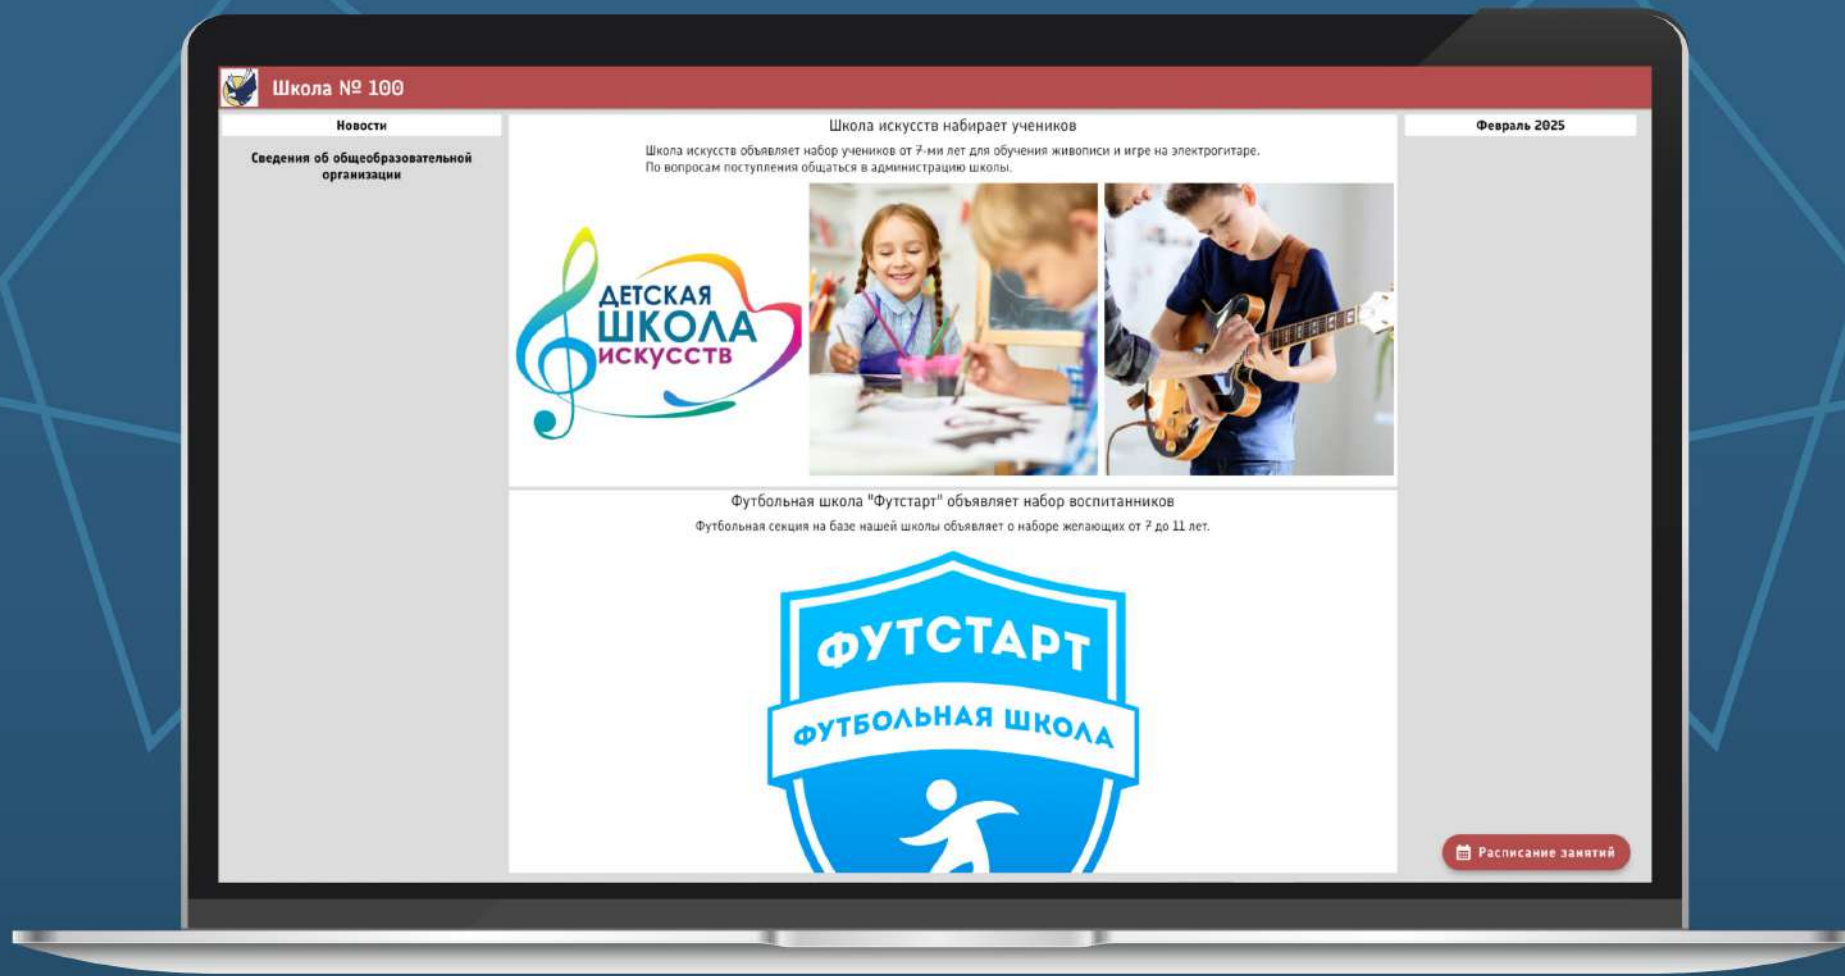 Школа № 100
Новости
Сведения об общеобразовательной
организации
Школа искусств набирает учеников
Школа искусств объявляет набор учеников от 7-ми лет для обучения живописи и игре на электрогитаре.
По вопросам поступления общаться в администрацию школы.
ДЕТСКАЯ
ШКОЛА
ИСКУССТВ
Футбольная школа "Футстарт" объявляет набор воспитанников
Футбольная секция на базе нашей школы объявляет о наборе желающих от 7 до 11 лет.
ФУТСТАРТ
ФУТБОЛЬНАЯ ШКОЛА
Февраль 2025
Расписание занятий